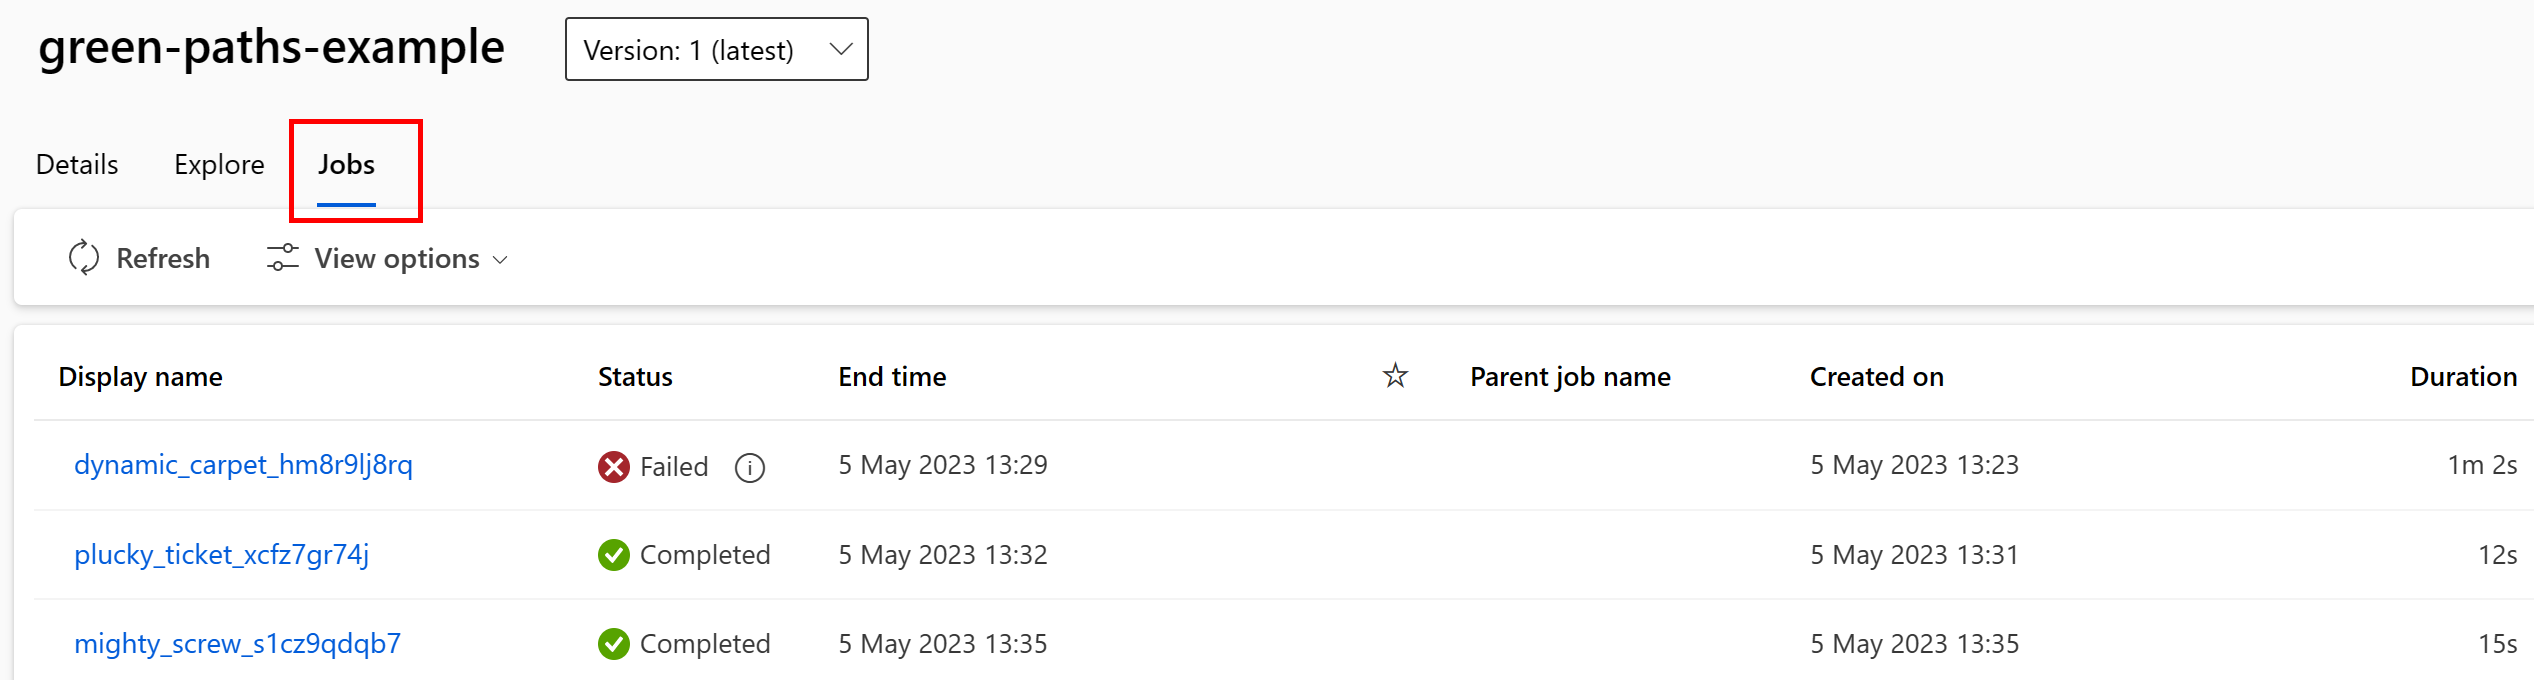 green-paths-example Version: 1 (latest)
Details Explore Jobs
Refresh View options
Display name Status End time Parent job name Created on Duration
dynamic_carpet_hm8r9lj8rq Failed 5 May 2023 13:29 5 May 2023 13:23 1m 2s
plucky_ticket_xcfz7gr74j Completed 5 May 2023 13:32 5 May 2023 13:31 12s
mighty_screw_s1cz9qdqb7 Completed 5 May 2023 13:35 5 May 2023 13:35 15s